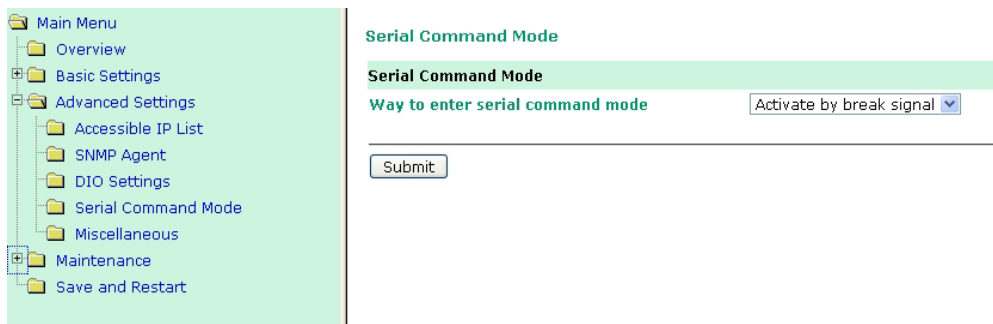 Main Menu
Overview
Basic Settings
Advanced Settings
Accessible IP List
SNMP Agent
DIO Settings
Serial Command Mode
Miscellaneous
Maintenance
Save and Restart
Serial Command Mode
Serial Command Mode
Way to enter serial command mode Activate by break signal
Submit